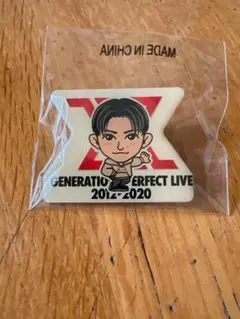 MADE IN CHINA
GENERATIO ERFECT LIVE
2012-2020